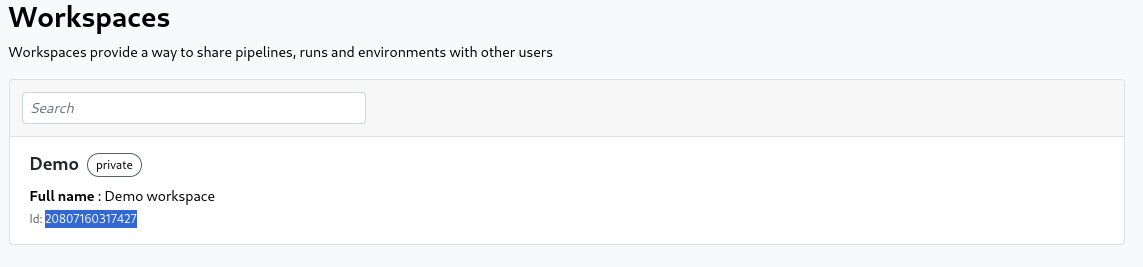 Workspaces
Workspaces provide a way to share pipelines, runs and environments with other users
Search
Demo private
Full name : Demo workspace
Id: 20807160317427